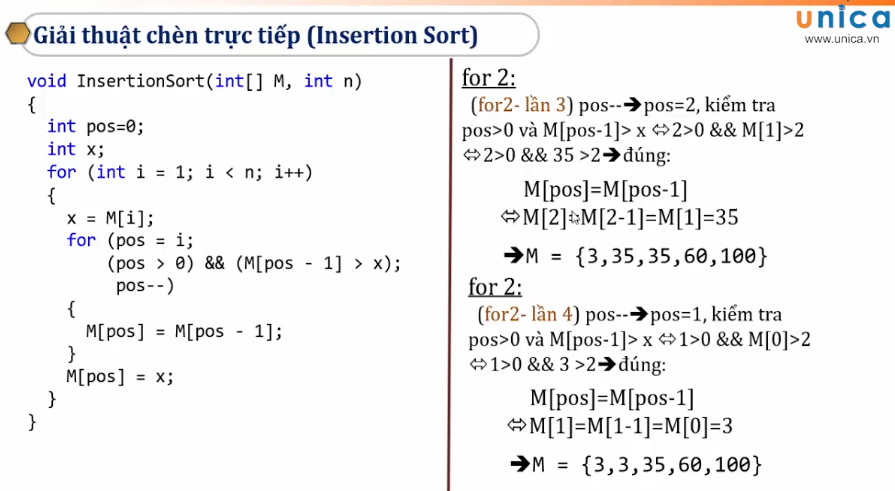 unica
www.unica.vn
Giải thuật chèn trực tiếp (Insertion Sort)
void InsertionSort(int[] M, int n)
{
int pos=0;
int x;
for (int i = 1; i < n; i++)
{
x = M[i];
for (pos = i;
(pos > 0) && (M[pos - 1] > x);
pos--)
{
M[pos] = M[pos - 1];
}
M[pos] = x;
}
}
for 2:
(for2- lần 3) pos--➔pos=2, kiểm tra
pos>0 và M[pos-1]> x ⇔2>0 && M[1]>2
⇔2>0 && 35 >2➔đúng:
M[pos]=M[pos-1]
⇔M[2]=M[2-1]=M[1]=35
➔M = {3,35,35,60,100}
for 2:
(for2- lần 4) pos--➔pos=1, kiểm tra
pos>0 và M[pos-1]> x ⇔1>0 && M[0]>2
⇔1>0 && 3 >2➔đúng:
M[pos]=M[pos-1]
⇔M[1]=M[1-1]=M[0]=3
➔M = {3,3,35,60,100}